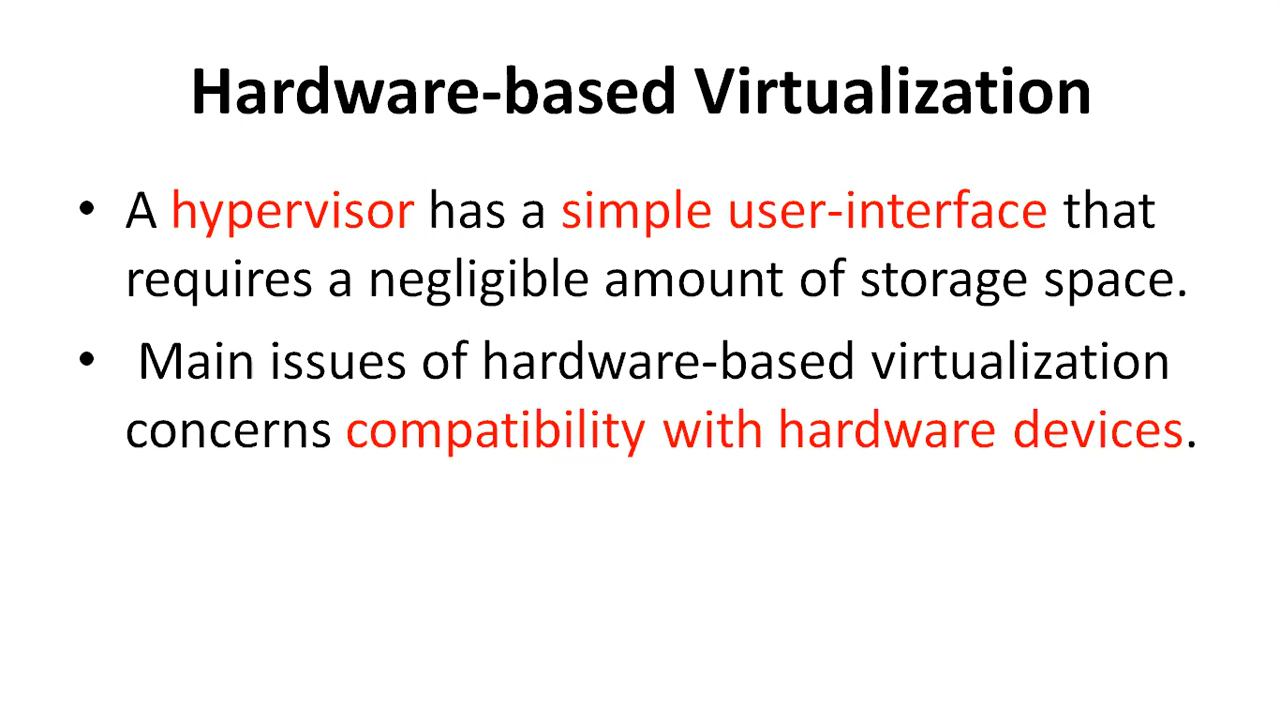 Hardware-based Virtualization
• A hypervisor has a simple user-interface that
requires a negligible amount of storage space.
• Main issues of hardware-based virtualization
concerns compatibility with hardware devices.